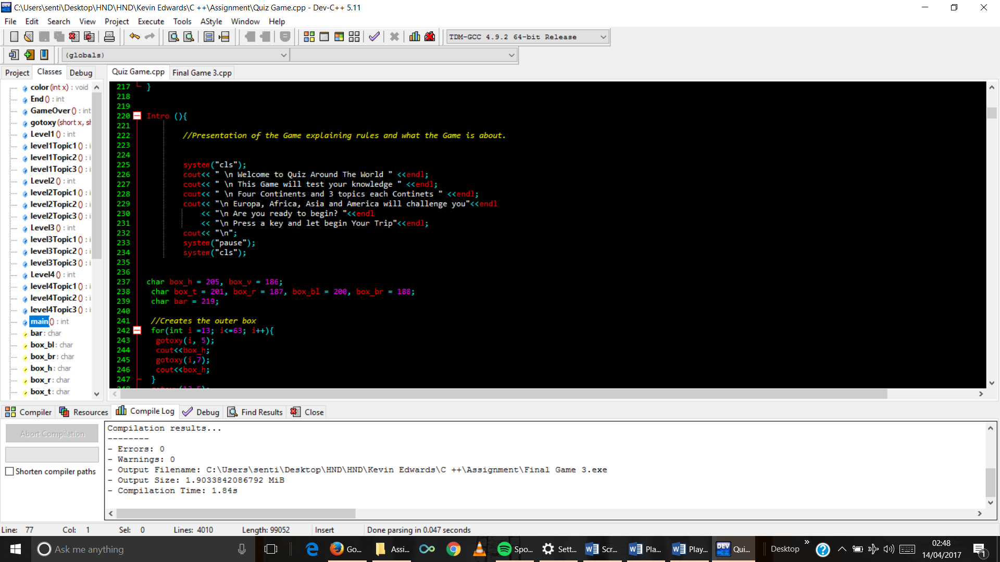 C:\Users\senti\Desktop\HND\HND\Kevin Edwards\C ++\Assignment\Quiz Game.cpp - Dev-C++ 5.11
File Edit Search View Project Execute Tools AStyle Window Help
TDM-GCC 4.9.2 64-bit Release
(globals)
Project Classes Debug
Quiz Game.cpp Final Game 3.cpp
color (int x) : void
End () : int
GameOver () : int
gotoxy (short x, sh
Level1 () : int
level1Topic1 () : i
level1Topic2 () : i
level1Topic3 () : i
Level2 () : int
level2Topic1 () : i
level2Topic2 () : i
level2Topic3 () : i
Level3 () : int
level3Topic1 () : i
level3Topic2 () : i
level3Topic3 () : i
Level4 () : int
level4Topic1 () : i
level4Topic2 () : i
level4Topic3 () : i
main () : int
bar : char
box_bl : char
box_br : char
box_h : char
box_r : char
box_t : char
217 }
218
219
220 Intro (){
221
222 //Presentation of the Game explaining rules and what the Game is about.
223
224
225 system("cls");
226 cout<< " \n Welcome to Quiz Around The World " <<endl;
227 cout<< " \n This Game will test your knowledge " <<endl;
228 cout<< " \n Four Continents and 3 topics each Continets " <<endl;
229 cout<< "\n Europa, Africa, Asia and America will challenge you"<<endl
230 << "\n Are you ready to begin? "<<endl
231 << "\n Press a key and let begin Your Trip"<<endl;
232 cout<< "\n";
233 system("pause");
234 system("cls");
235
236
237 char box_h = 205, box_v = 186;
238 char box_t = 201, box_r = 187, box_bl = 200, box_br = 188;
239 char bar = 219;
240
241 //Creates the outer box
242 for(int i =13; i<=63; i++){
243 gotoxy(i, 5);
244 cout<<box_h;
245 gotoxy(i,7);
246 cout<<box_h;
247 }
Compiler Resources Compile Log Debug Find Results Close
Abort Compilation
Shorten compiler paths
Compilation results...
--------
- Errors: 0
- Warnings: 0
- Output Filename: C:\Users\senti\Desktop\HND\HND\Kevin Edwards\C ++\Assignment\Final Game 3.exe
- Output Size: 1.9033842086792 MiB
- Compilation Time: 1.84s
Line: 77 Col: 1 Sel: 0 Lines: 4010 Length: 99052 Insert Done parsing in 0.047 seconds
Ask me anything
Go... Assi... Spo... Sett... Scr... Pla... Play... DEV Qui... Desktop
02:48
14/04/2017
1